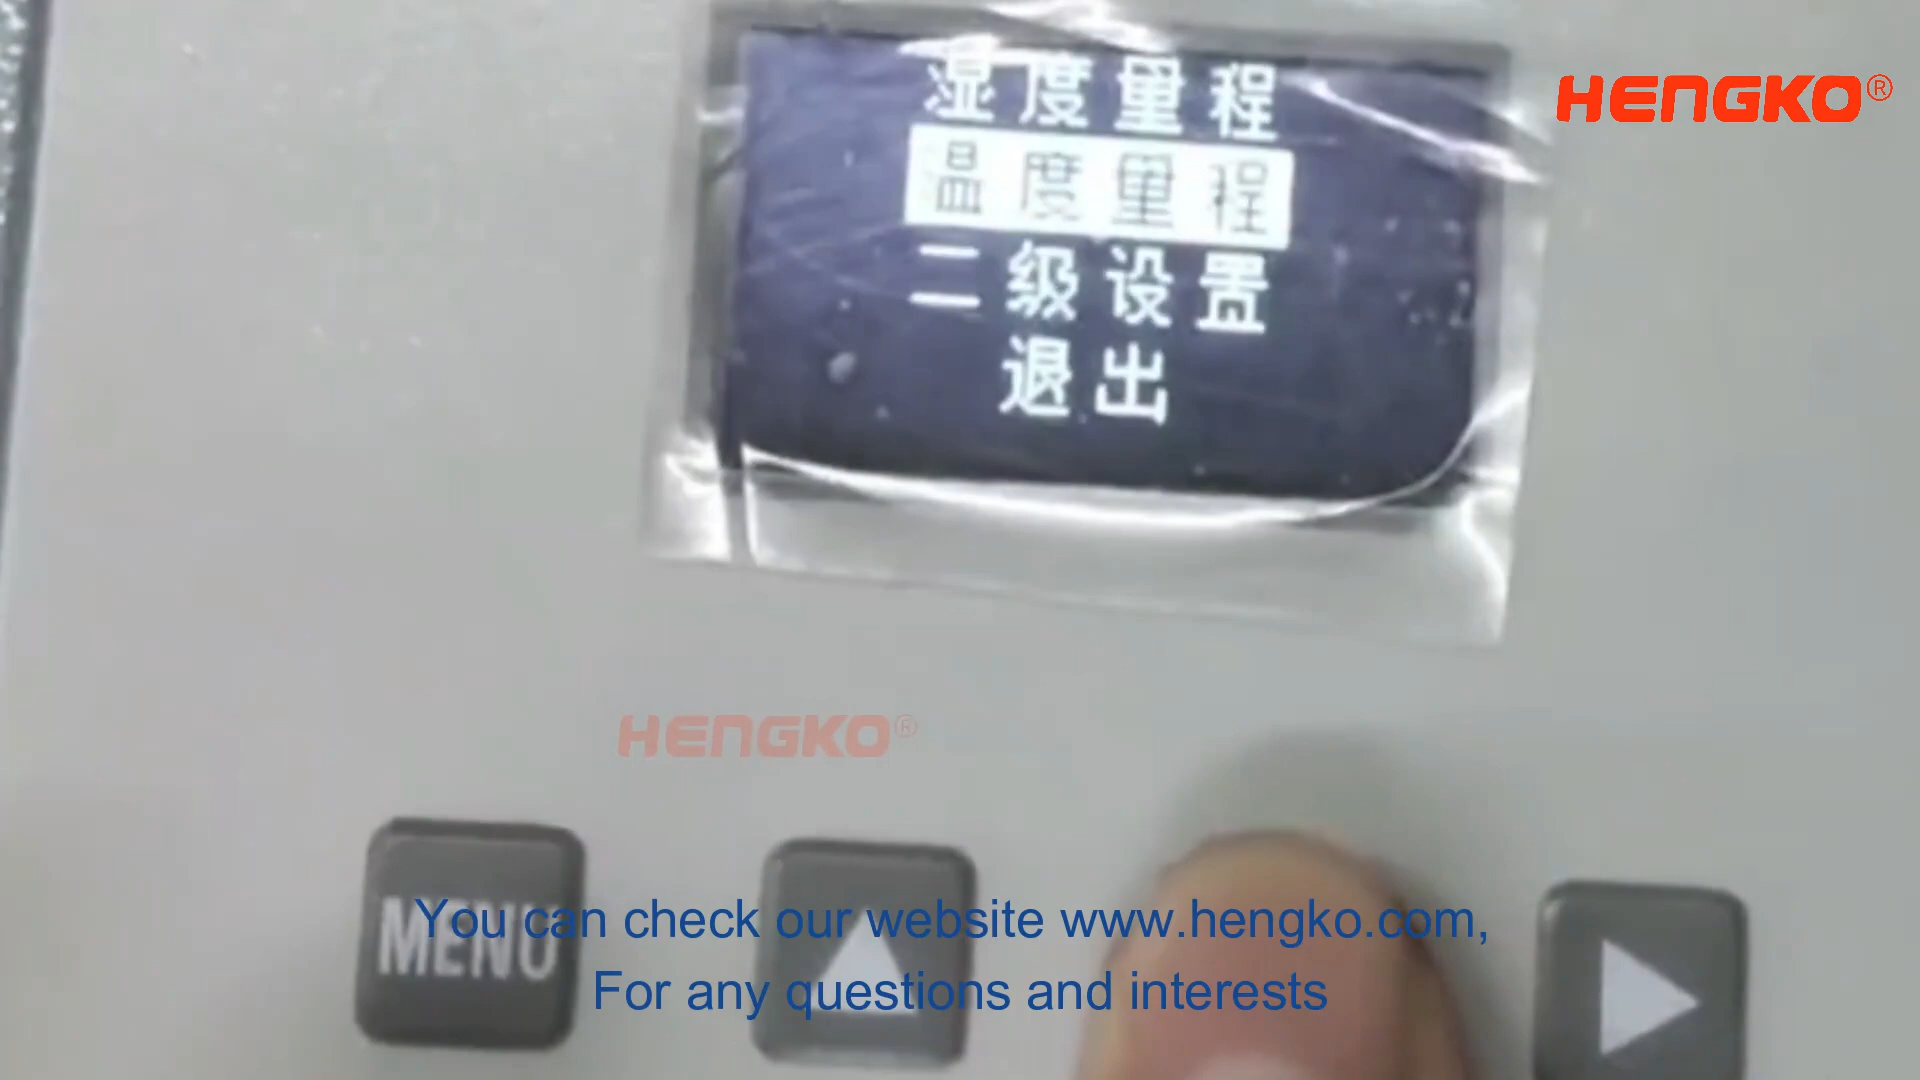 湿度量程
HENGKO®
温度量程
二级设置
退出
HENGKO®
MENU
You can check our website www.hengko.com,
For any questions and interests